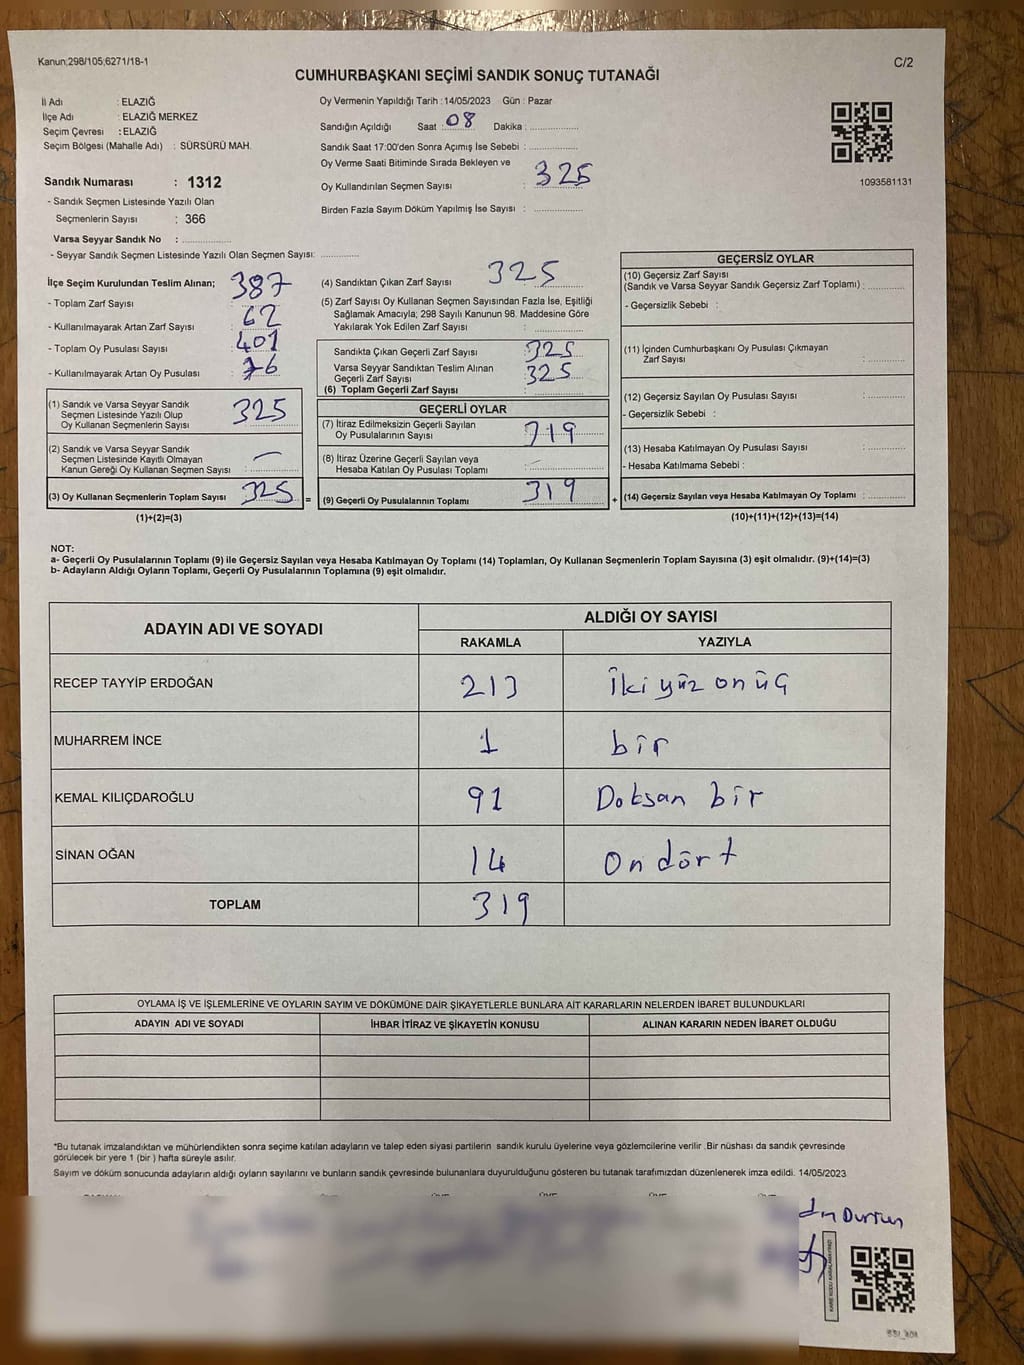 Kanun;298/105;6271/18-1
C/2
CUMHURBAŞKANI SEÇİMİ SANDIK SONUÇ TUTANAĞI
İl Adı : ELAZIĞ
İlçe Adı : ELAZIĞ MERKEZ
Seçim Çevresi : ELAZIĞ
Seçim Bölgesi (Mahalle Adı) : SÜRSÜRÜ MAH.
Sandık Numarası : 1312
- Sandık Seçmen Listesinde Yazılı Olan
Seçmenlerin Sayısı : 366
Varsa Seyyar Sandık No :
- Seyyar Sandık Seçmen Listesinde Yazılı Olan Seçmen Sayısı:
Oy Vermenin Yapıldığı Tarih :14/05/2023 Gün : Pazar
Sandığın Açıldığı Saat : 08 Dakika :
Sandık Saat 17:00'den Sonra Açımış İse Sebebi :
Oy Verme Saati Bitiminde Sırada Bekleyen ve
Oy Kullandırılan Seçmen Sayısı : 325
Birden Fazla Sayım Döküm Yapılmış İse Sayısı :
1093581131
İlçe Seçim Kurulundan Teslim Alınan;
- Toplam Zarf Sayısı : 387
- Kullanılmayarak Artan Zarf Sayısı : 62
- Toplam Oy Pusulası Sayısı : 401
- Kullanılmayarak Artan Oy Pusulası : 76
(1) Sandık ve Varsa Seyyar Sandık
Seçmen Listesinde Yazılı Olup
Oy Kullanan Seçmenlerin Sayısı : 325
(2) Sandık ve Varsa Seyyar Sandık
Seçmen Listesinde Kayıtlı Olmayan
Kanun Gereği Oy Kullanan Seçmen Sayısı : —
(3) Oy Kullanan Seçmenlerin Toplam Sayısı : 325 =
(1)+(2)=(3)
(4) Sandıktan Çıkan Zarf Sayısı : 325
(5) Zarf Sayısı Oy Kullanan Seçmen Sayısından Fazla İse, Eşitliği
Sağlamak Amacıyla; 298 Sayılı Kanunun 98. Maddesine Göre
Yakılarak Yok Edilen Zarf Sayısı :
Sandıkta Çıkan Geçerli Zarf Sayısı : 325
Varsa Seyyar Sandıktan Teslim Alınan
Geçerli Zarf Sayısı : 325
(6) Toplam Geçerli Zarf Sayısı :
GEÇERLİ OYLAR
(7) İtiraz Edilmeksizin Geçerli Sayılan
Oy Pusulalarının Sayısı : 319
(8) İtiraz Üzerine Geçerli Sayılan veya
Hesaba Katılan Oy Pusulası Toplamı : —
(9) Geçerli Oy Pusulalarının Toplamı : 319 +
GEÇERSİZ OYLAR
(10) Geçersiz Zarf Sayısı
(Sandık ve Varsa Seyyar Sandık Geçersiz Zarf Toplamı) :
- Geçersizlik Sebebi :
(11) İçinden Cumhurbaşkanı Oy Pusulası Çıkmayan
Zarf Sayısı :
(12) Geçersiz Sayılan Oy Pusulası Sayısı :
- Geçersizlik Sebebi :
(13) Hesaba Katılmayan Oy Pusulası Sayısı :
- Hesaba Katılmama Sebebi :
(14) Geçersiz Sayılan veya Hesaba Katılmayan Oy Toplamı :
(10)+(11)+(12)+(13)=(14)
NOT:
a- Geçerli Oy Pusulalarının Toplamı (9) ile Geçersiz Sayılan veya Hesaba Katılmayan Oy Toplamı (14) Toplamları, Oy Kullanan Seçmenlerin Toplam Sayısına (3) eşit olmalıdır. (9)+(14)=(3)
b- Adayların Aldığı Oyların Toplamı, Geçerli Oy Pusulalarının Toplamına (9) eşit olmalıdır.
ADAYIN ADI VE SOYADI
ALDIĞI OY SAYISI
RAKAMLA YAZIYLA
RECEP TAYYİP ERDOĞAN 213 İki yüz on üç
MUHARREM İNCE 1 bir
KEMAL KILIÇDAROĞLU 91 Doksan bir
SİNAN OĞAN 14 On dört
TOPLAM 319
OYLAMA İŞ VE İŞLEMLERİNE VE OYLARIN SAYIM VE DÖKÜMÜNE DAİR ŞİKAYETLERLE BUNLARA AİT KARARLARIN NELERDEN İBARET BULUNDUKLARI
ADAYIN ADI VE SOYADI İHBAR İTİRAZ VE ŞİKAYETİN KONUSU ALINAN KARARIN NEDEN İBARET OLDUĞU
*Bu tutanak imzalandıktan ve mühürlendikten sonra seçime katılan adayların ve talep eden siyasi partilerin sandık kurulu üyelerine veya gözlemcilerine verilir .Bir nüshası da sandık çevresinde
görülecek bir yere 1 (bir ) hafta süreyle asılır.
Sayım ve döküm sonucunda adayların aldığı oyların sayılarını ve bunların sandık çevresinde bulunanlara duyurulduğunu gösteren bu tutanak tarafımızdan düzenlenerek imza edildi. 14/05/2023